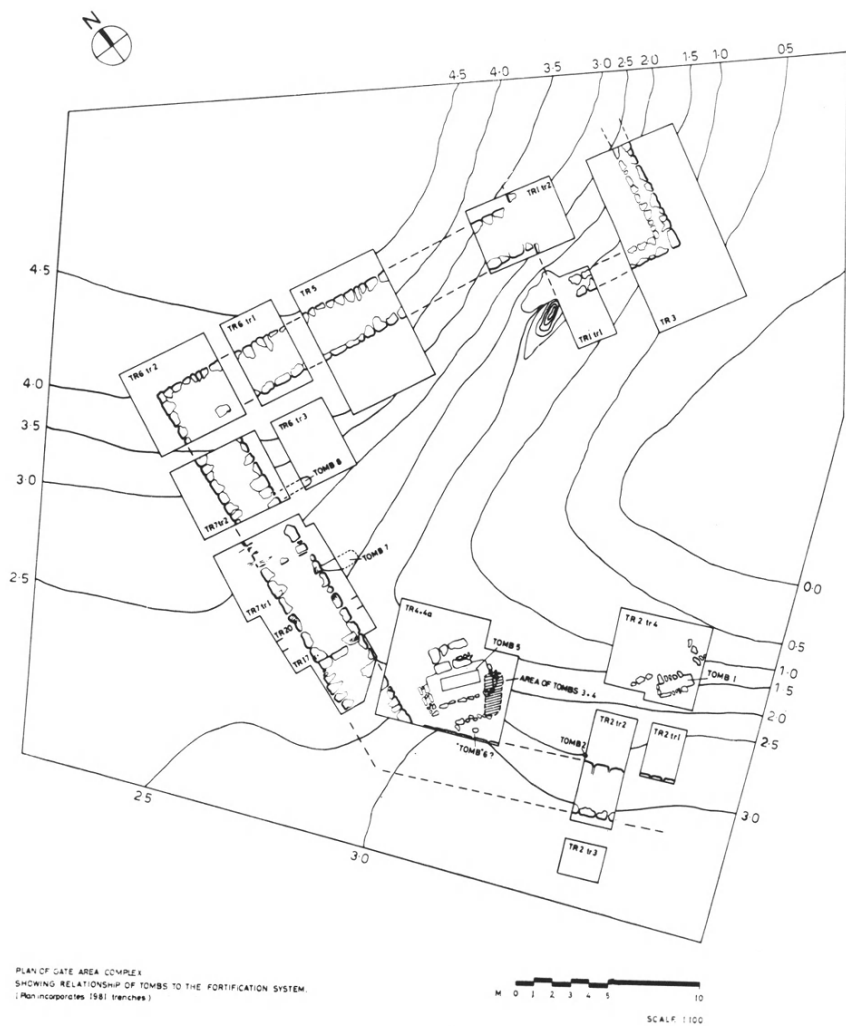 N
4·5 4·0 3·5 3·0 2·5 2·0 1·5 1·0 0·5
TR1 tr2
TR 5
TR6 tr1
TR 3
TR1 tr1
4·5
TR6 tr2
4·0
3·5
TR6 tr3
3·0
TOMB 8
TR7 tr2
TOMB 7
2·5
TR7 tr1
TR20
TR17
TR4+4a
TOMB 5
AREA OF TOMBS 3+4
TR 2 tr4
TOMB 1
0·0
0·5
1·0
1·5
2·0
2·5
3·0
TR2 tr2
TR2 tr1
TOMB2
"TOMB"6?
TR 2 tr3
2·5
3·0
PLAN OF GATE AREA COMPLEX
SHOWING RELATIONSHIP OF TOMBS TO THE FORTIFICATION SYSTEM.
(Plan incorporates 1981 trenches)
M 0 1 2 3 4 5 10
SCALE 1:100